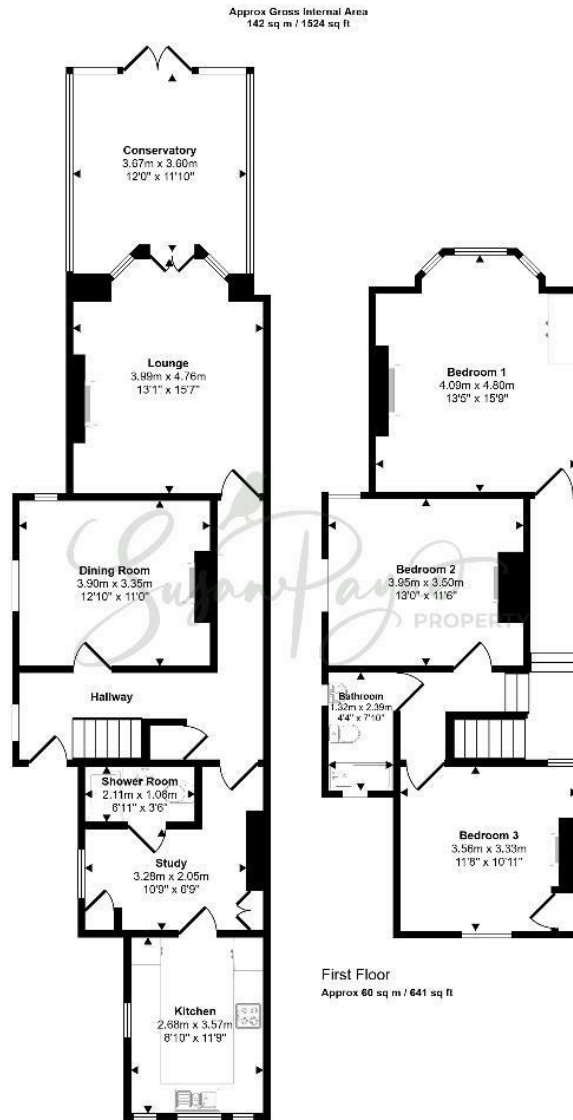 Approx Gross Internal Area
142 sq m / 1524 sq ft
Conservatory
3.67m x 3.60m
12'0" x 11'10"
Lounge
3.99m x 4.76m
13'1" x 15'7"
Bedroom 1
4.09m x 4.80m
13'5" x 15'9"
Dining Room
3.90m x 3.35m
12'10" x 11'0"
Bedroom 2
3.95m x 3.50m
13'0" x 11'6"
Susan Pay
PROPERTY
Hallway
Bathroom
1.32m x 2.39m
4'4" x 7'10"
Shower Room
2.11m x 1.08m
6'11" x 3'6"
Study
3.28m x 2.05m
10'9" x 6'9"
Bedroom 3
3.56m x 3.33m
11'8" x 10'11"
Kitchen
2.68m x 3.57m
8'10" x 11'9"
First Floor
Approx 60 sq m / 641 sq ft